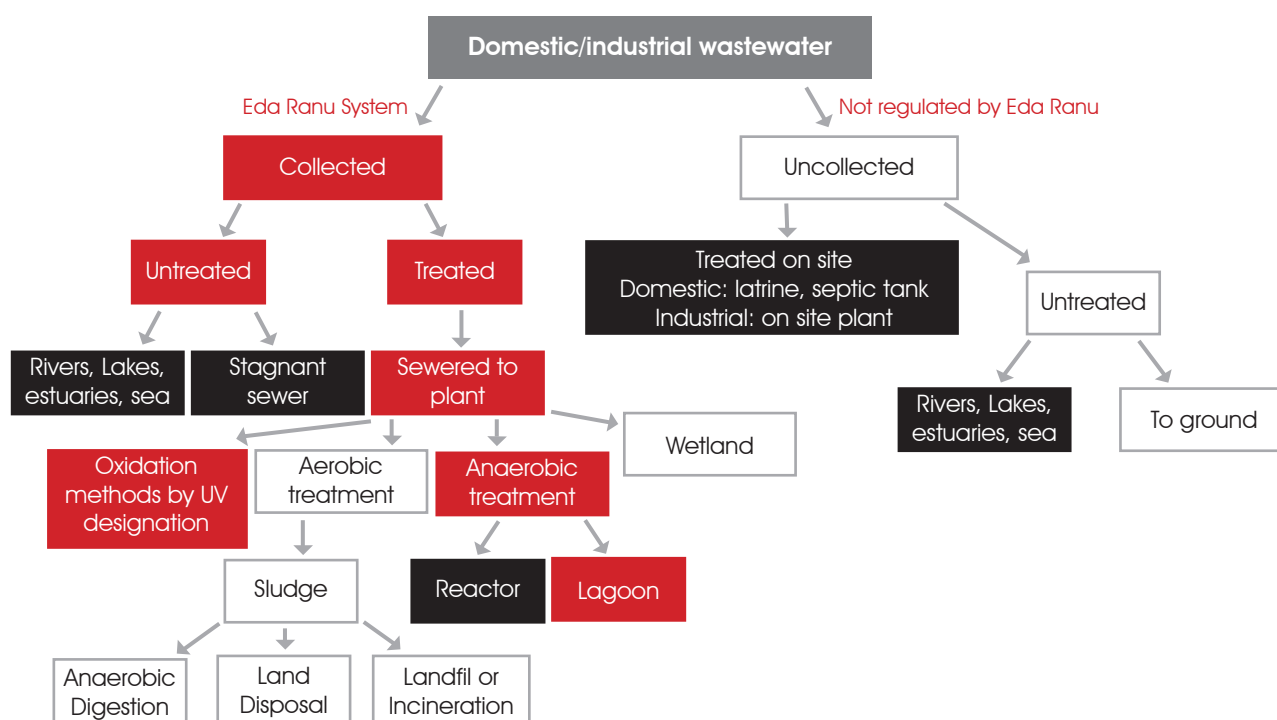 Domestic/industrial wastewater
Eda Ranu System
Not regulated by Eda Ranu
Collected
Uncollected
Untreated
Treated
Treated on site
Domestic: latrine, septic tank
Industrial: on site plant
Untreated
Rivers, Lakes,
estuaries, sea
Stagnant
sewer
Sewered to
plant
Rivers, Lakes,
estuaries, sea
To ground
Wetland
Oxidation
methods by UV
designation
Aerobic
treatment
Anaerobic
treatment
Sludge
Reactor
Lagoon
Anaerobic
Digestion
Land
Disposal
Landfil or
Incineration